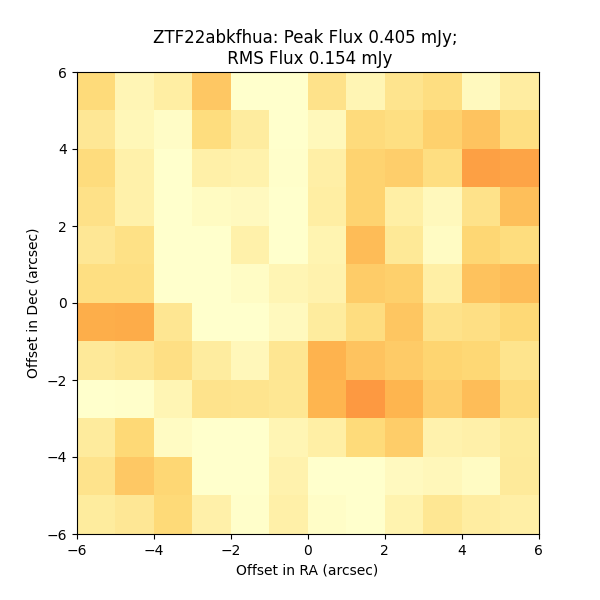 ZTF22abkfhua: Peak Flux 0.405 mJy;
RMS Flux 0.154 mJy
6
4
2
0
−2
−4
−6
Offset in Dec (arcsec)
−6 −4 −2 0 2 4 6
Offset in RA (arcsec)